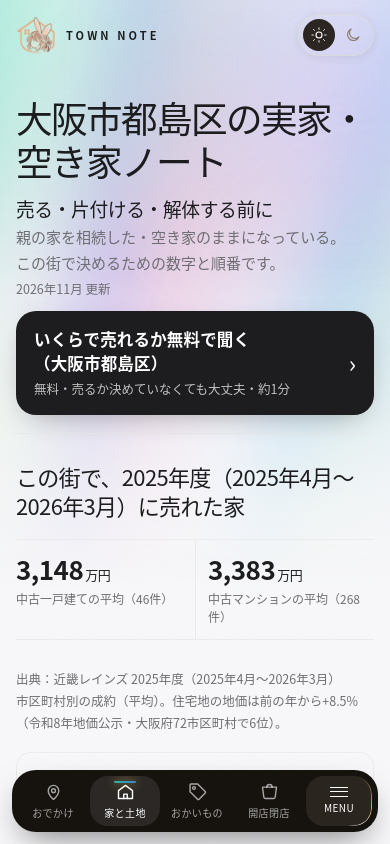 TOWN NOTE
大阪市都島区の実家・
空き家ノート
売る・片付ける・解体する前に
親の家を相続した・空き家のままになっている。
この街で決めるための数字と順番です。
2026年11月 更新
いくらで売れるか無料で聞く
（大阪市都島区）
無料・売るか決めていなくても大丈夫・約1分
›
この街で、2025年度（2025年4月〜
2026年3月）に売れた家
3,148万円
中古一戸建ての平均（46件）
3,383万円
中古マンションの平均（268
件）
出典：近畿レインズ 2025年度（2025年4月〜2026年3月）
市区町村別の成約（平均）。住宅地の地価は前の年から+8.5%
（令和8年地価公示・大阪府72市区町村で6位）。
おでかけ
家と土地
おかいもの
開店閉店
MENU